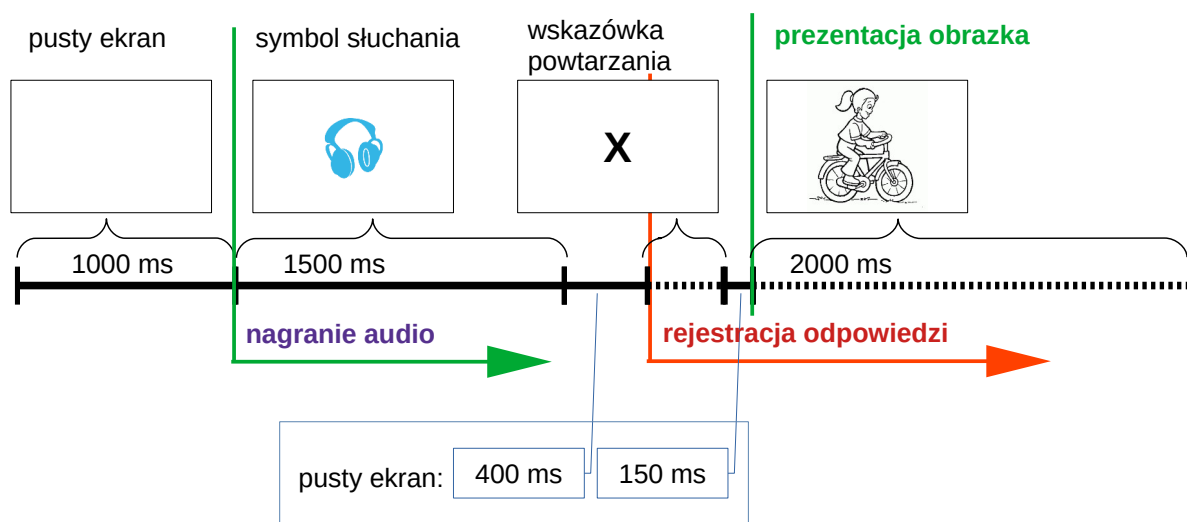 pusty ekran
symbol słuchania
wskazówka
powtarzania
prezentacja obrazka
X
1000 ms
1500 ms
2000 ms
nagranie audio
rejestracja odpowiedzi
pusty ekran:
400 ms
150 ms